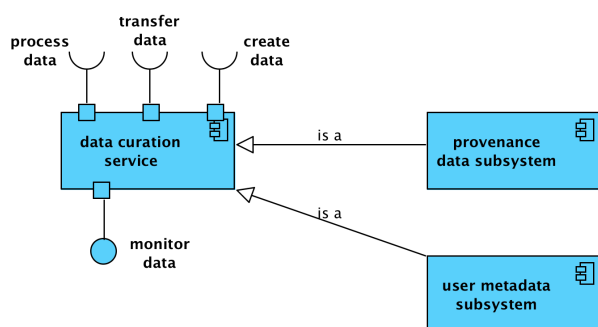 transfer
data
process
data
create
data
data curation
service
is a
provenance
data subsystem
is a
monitor
data
user metadata
subsystem